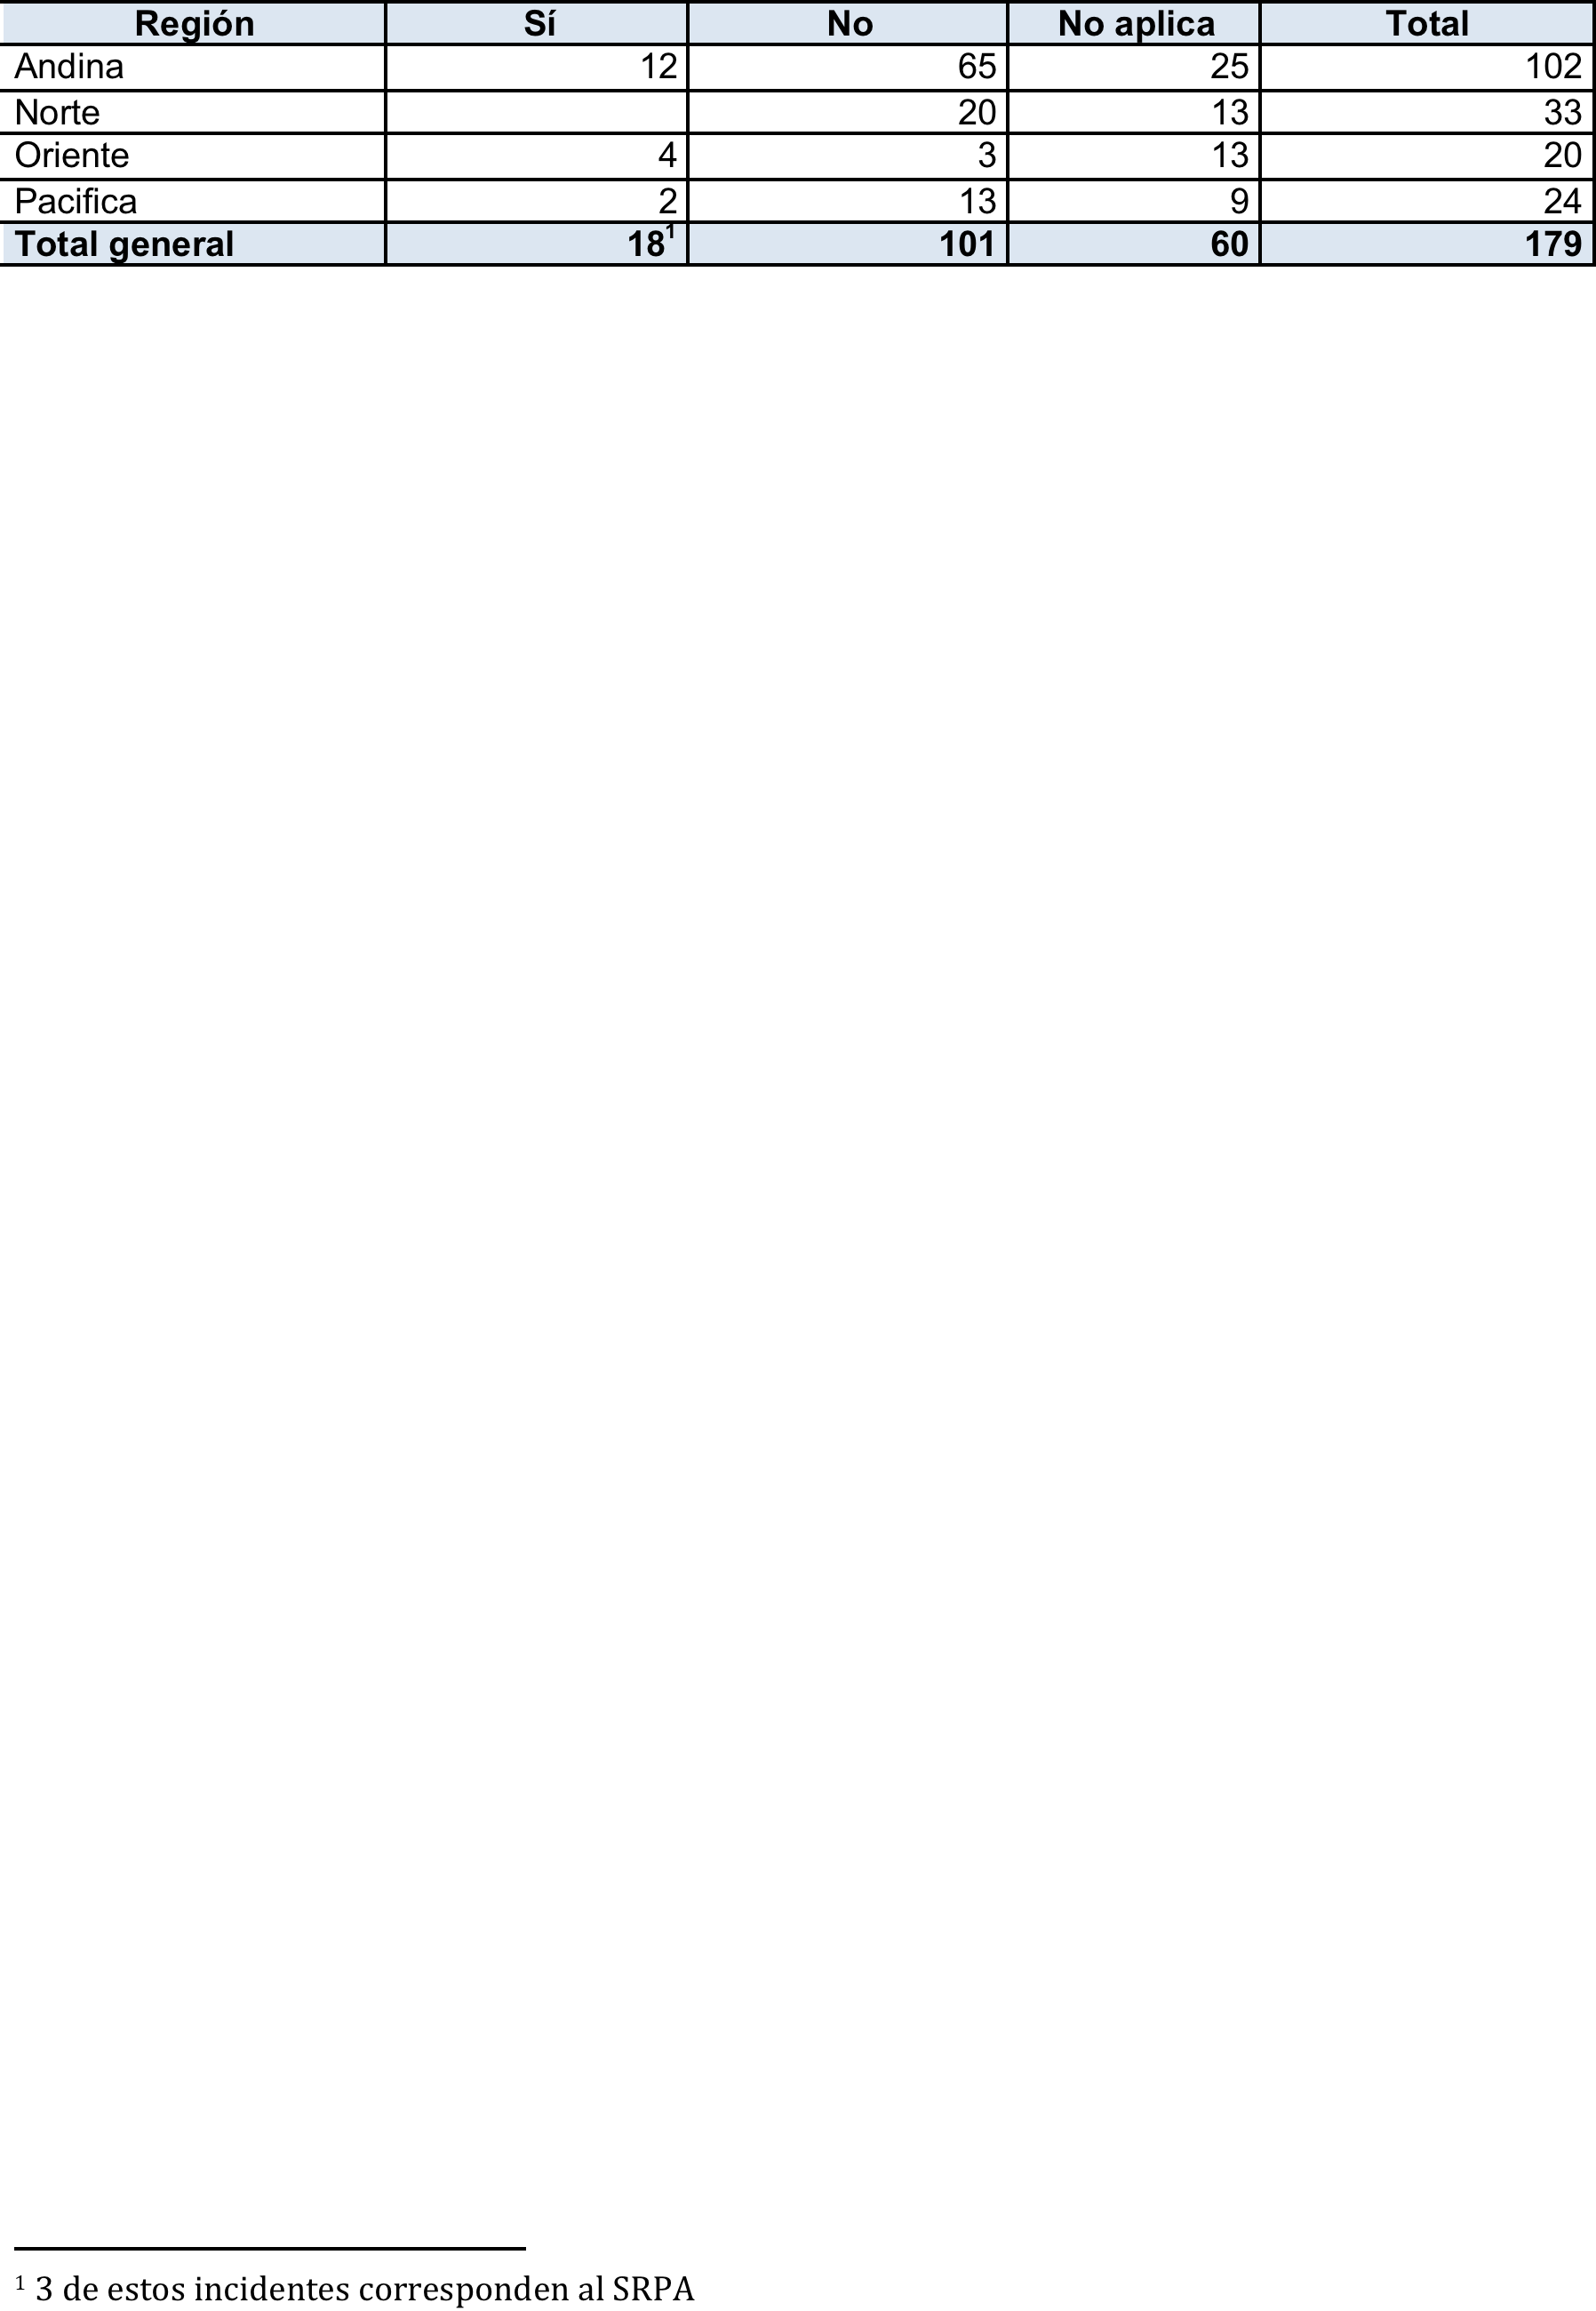 Región Sí No No aplica Total
Andina 12 65 25 102
Norte 20 13 33
Oriente 4 3 13 20
Pacifica 2 13 9 24
Total general 18¹ 101 60 179
¹ 3 de estos incidentes corresponden al SRPA